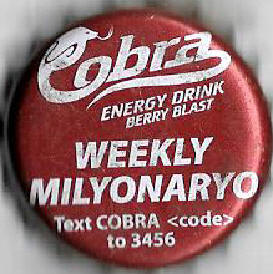 Cobra
ENERGY DRINK
BERRY BLAST
WEEKLY
MILYONARYO
Text COBRA <code>
to 3456